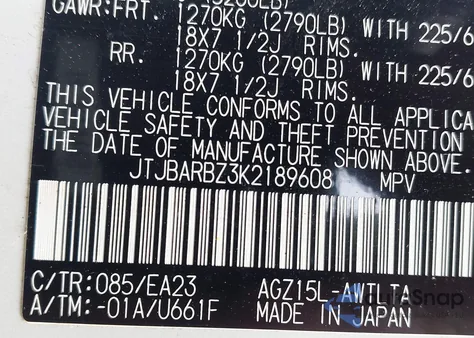 GAWR:FRT.
1270KG (2790LB) WITH 225/6
18X7 1/2J RIMS.
RR. 1270KG (2790LB) WITH 225/6
18X7 1/2J RIMS.
THIS VEHICLE CONFORMS TO ALL APPLICA
VEHICLE SAFETY AND THEFT PREVENTION
THE DATE OF MANUFACTURE SHOWN ABOVE.
JTJBARBZ3K2189608 MPV
C/TR:085/EA23 AGZ15L-AWTLTA
A/TM:-01A/U661F MADE IN JAPAN
AutoSnap